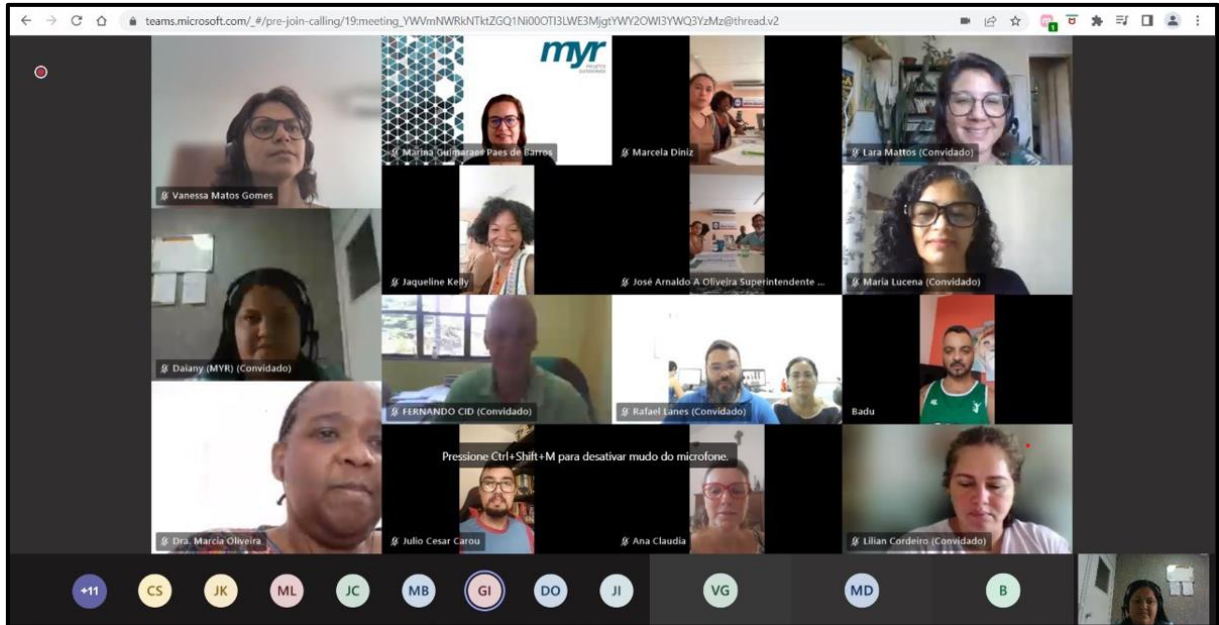 teams.microsoft.com/_#/pre-join-calling/19:meeting_YWVmNWRkNTktZGQ1Ni00OTI3LWE3MjgtYWY2OWI3YWQ3YzMz@thread.v2
myr
PROJETOS
SUSTENTÁVEIS
Vanessa Matos Gomes
Marina Guimaraes Paes de Barros
Marcela Diniz
Lara Mattos (Convidado)
Jaqueline Kelly
José Arnaldo A Oliveira Superintendente ...
Maria Lucena (Convidado)
Daiany (MYR) (Convidado)
FERNANDO CID (Convidado)
Rafael Lanes (Convidado)
Badu
Pressione Ctrl+Shift+M para desativar mudo do microfone.
Dra. Marcia Oliveira
Julio Cesar Carou
Ana Claudia
Lilian Cordeiro (Convidado)
+11
CS
JK
ML
JC
MB
GI
DO
JI
VG
MD
B